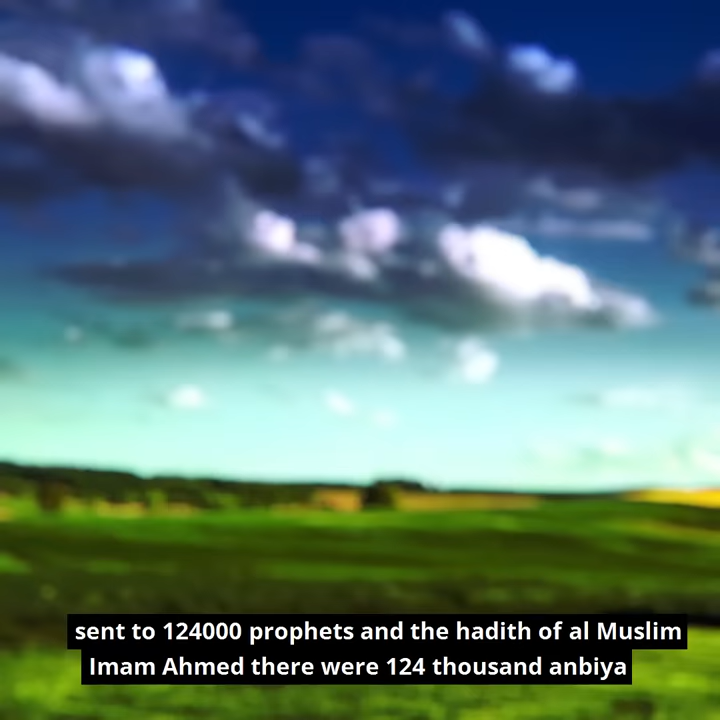 sent to 124000 prophets and the hadith of al Muslim
Imam Ahmed there were 124 thousand anbiya